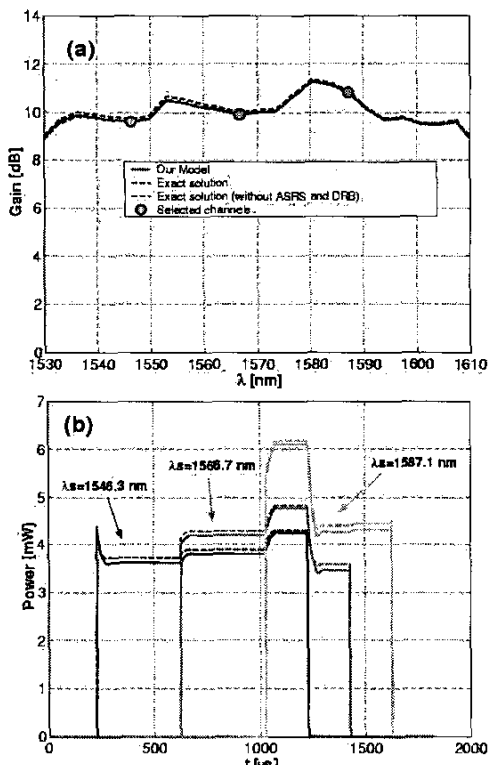 (a)
14
12
10
8
6
4
2
0
Gain [dB]
Our Model
Exact solution
Exact solution (without ASRS and DRB)
Selected channels
1530 1540 1550 1560 1570 1580 1590 1600 1610
λ [nm]
(b)
7
6
5
4
3
2
1
0
Power [mW]
λs=1546.3 nm
λs=1566.7 nm
λs=1587.1 nm
0 500 1000 1500 2000
t [us]